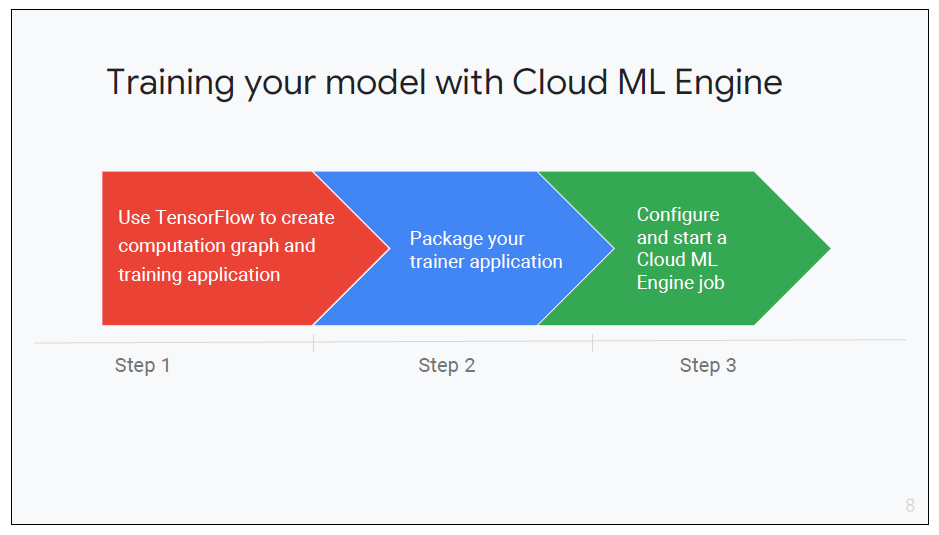 Training your model with Cloud ML Engine
Use TensorFlow to create
computation graph and
training application
Package your
trainer application
Configure
and start a
Cloud ML
Engine job
Step 1
Step 2
Step 3
8